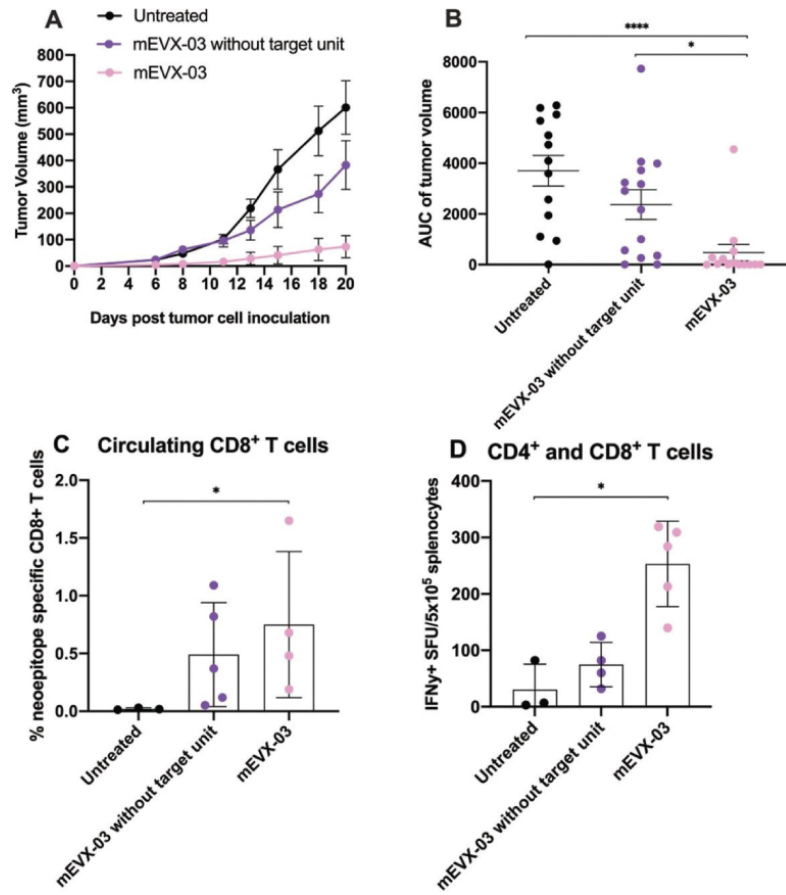 A
Untreated
mEVX-03 without target unit
mEVX-03
Tumor Volume (mm³)
800
700
600
500
400
300
200
100
0
0 2 4 6 8 10 12 14 16 18 20
Days post tumor cell inoculation
B
****
*
AUC of tumor volume
8000
6000
4000
2000
0
Untreated
mEVX-03 without target unit
mEVX-03
C Circulating CD8⁺ T cells
% neoepitope specific CD8+ T cells
2.0
1.5
1.0
0.5
0.0
*
Untreated
mEVX-03 without target unit
mEVX-03
D CD4⁺ and CD8⁺ T cells
IFNy+ SFU/5x10⁵ splenocytes
400
300
200
100
0
*
Untreated
mEVX-03 without target unit
mEVX-03